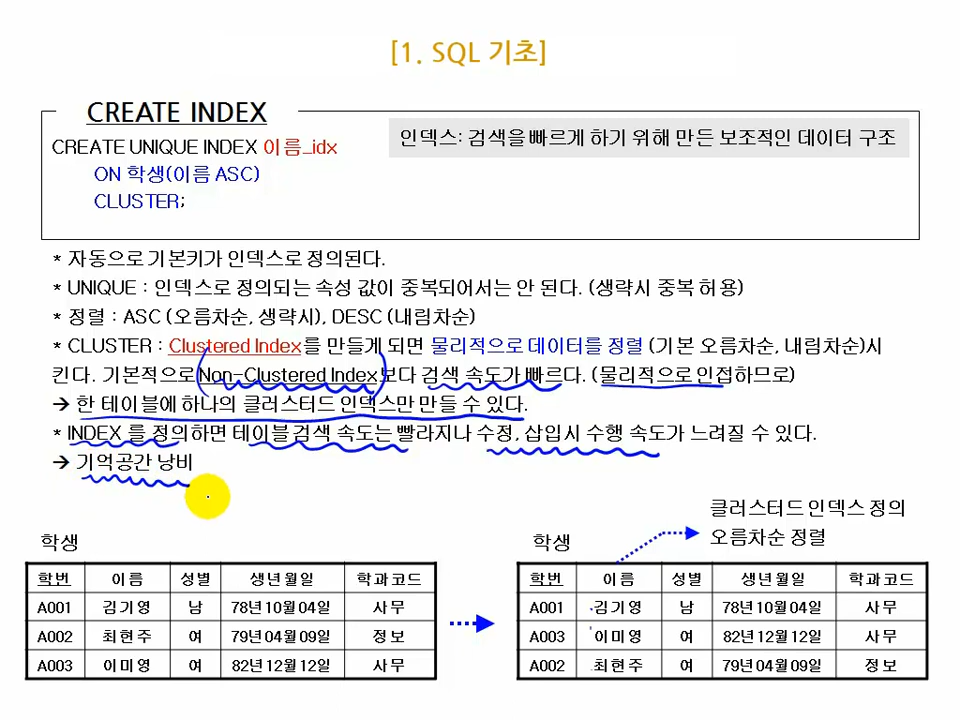 [1. SQL 기초]
CREATE INDEX
CREATE UNIQUE INDEX 이름_idx
ON 학생(이름 ASC)
CLUSTER;
인덱스: 검색을 빠르게 하기 위해 만든 보조적인 데이터 구조
* 자동으로 기본키가 인덱스로 정의된다.
* UNIQUE : 인덱스로 정의되는 속성 값이 중복되어서는 안 된다. (생략시 중복 허용)
* 정렬 : ASC (오름차순, 생략시), DESC (내림차순)
* CLUSTER : Clustered Index를 만들게 되면 물리적으로 데이터를 정렬 (기본 오름차순, 내림차순)시
킨다. 기본적으로 Non-Clustered Index보다 검색 속도가 빠르다. (물리적으로 인접하므로)
→ 한 테이블에 하나의 클러스터드 인덱스만 만들 수 있다.
* INDEX 를 정의하면 테이블 검색 속도는 빨라지나 수정, 삽입시 수행 속도가 느려질 수 있다.
→ 기억공간 낭비
클러스터드 인덱스 정의
오름차순 정렬
학생
학번 이름 성별 생년월일 학과코드
A001 김기영 남 78년 10월 04일 사무
A002 최현주 여 79년 04월 09일 정보
A003 이미영 여 82년 12월 12일 사무
학생
학번 이름 성별 생년월일 학과코드
A001 김기영 남 78년 10월 04일 사무
A003 이미영 여 82년 12월 12일 사무
A002 최현주 여 79년 04월 09일 정보